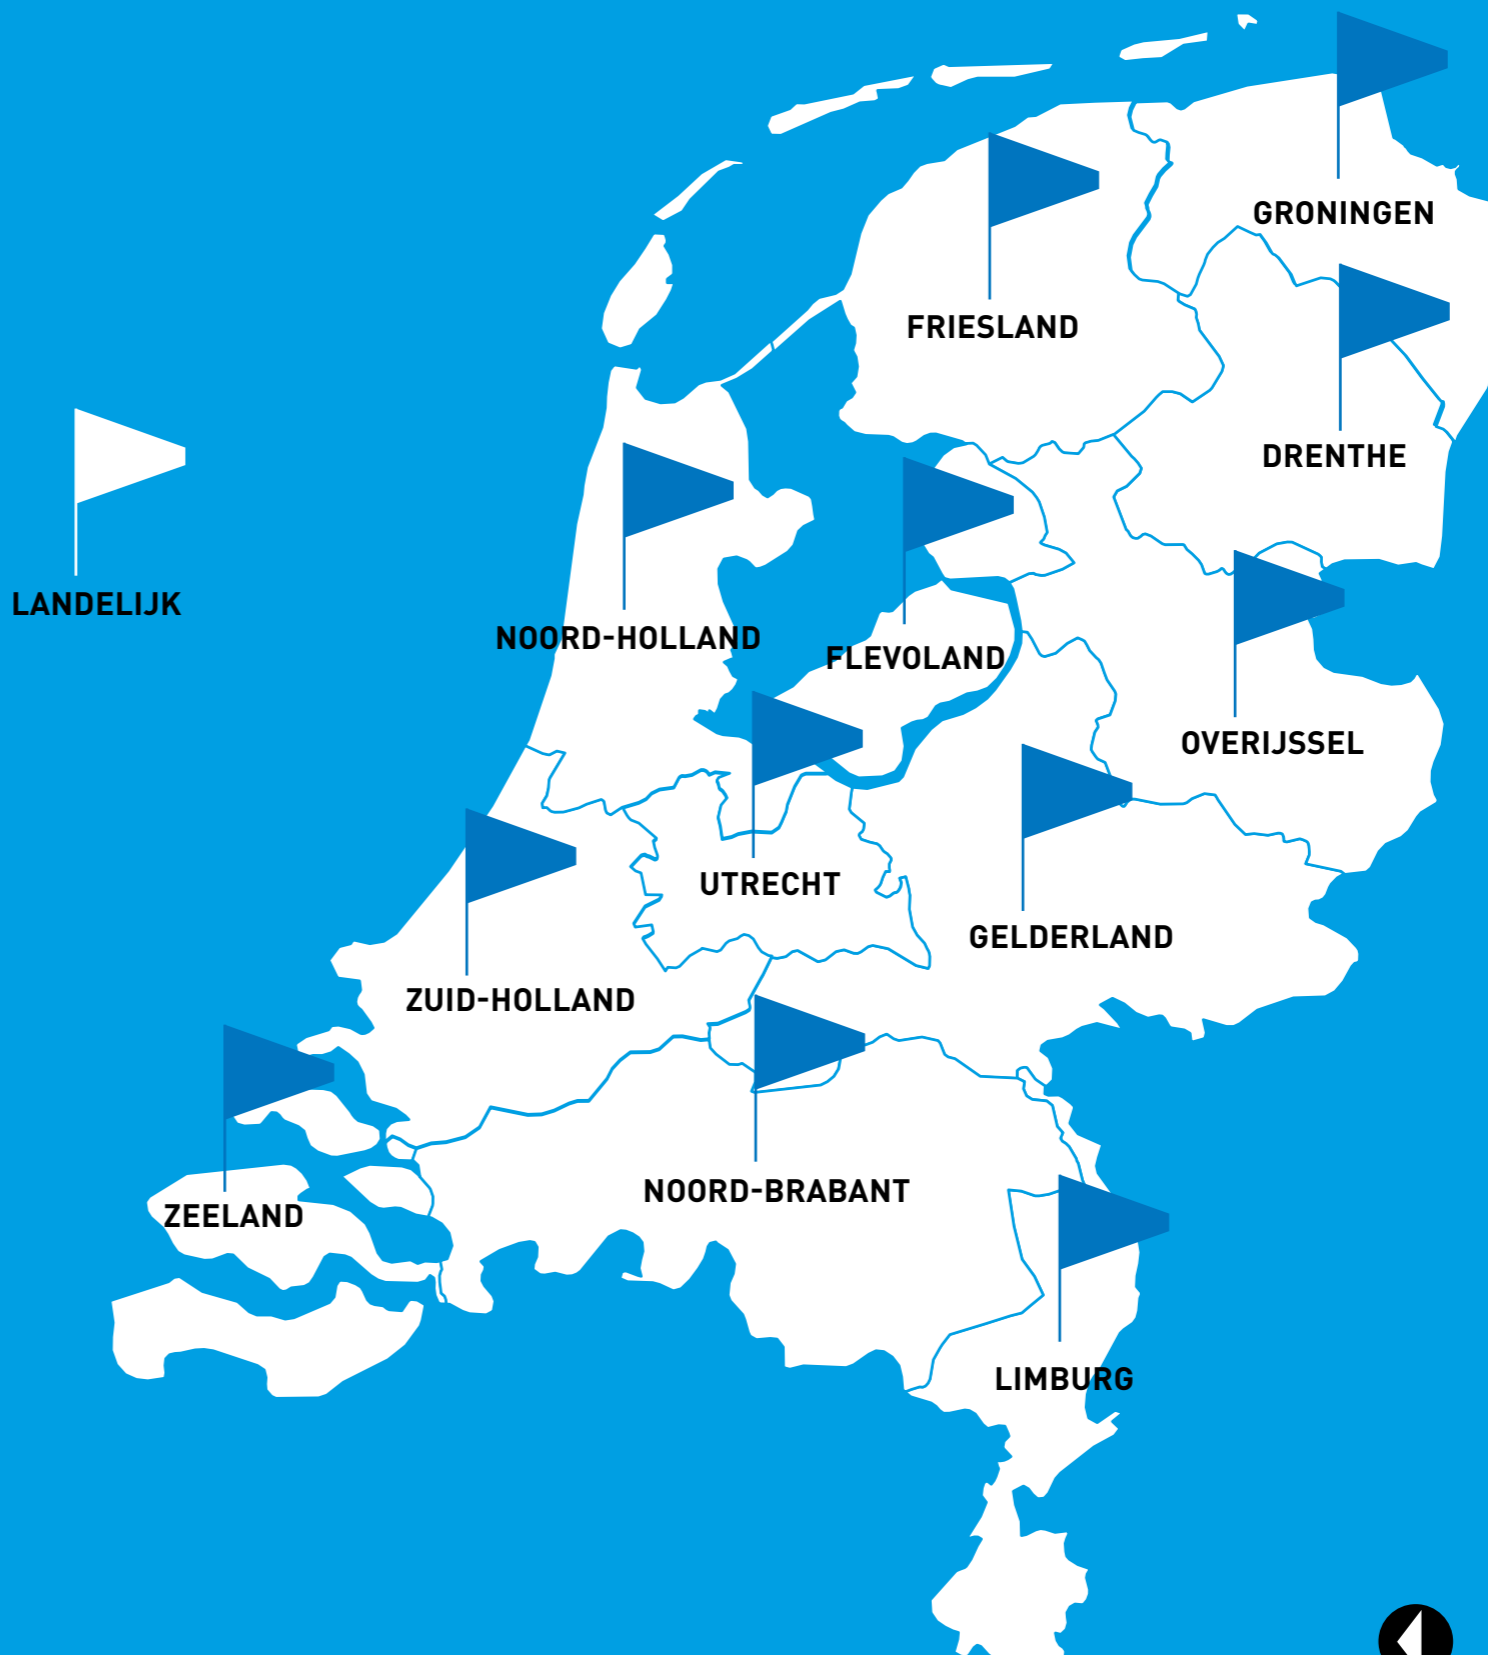 GRONINGEN
FRIESLAND
DRENTHE
LANDELIJK
NOORD-HOLLAND
FLEVOLAND
OVERIJSSEL
UTRECHT
GELDERLAND
ZUID-HOLLAND
NOORD-BRABANT
ZEELAND
LIMBURG